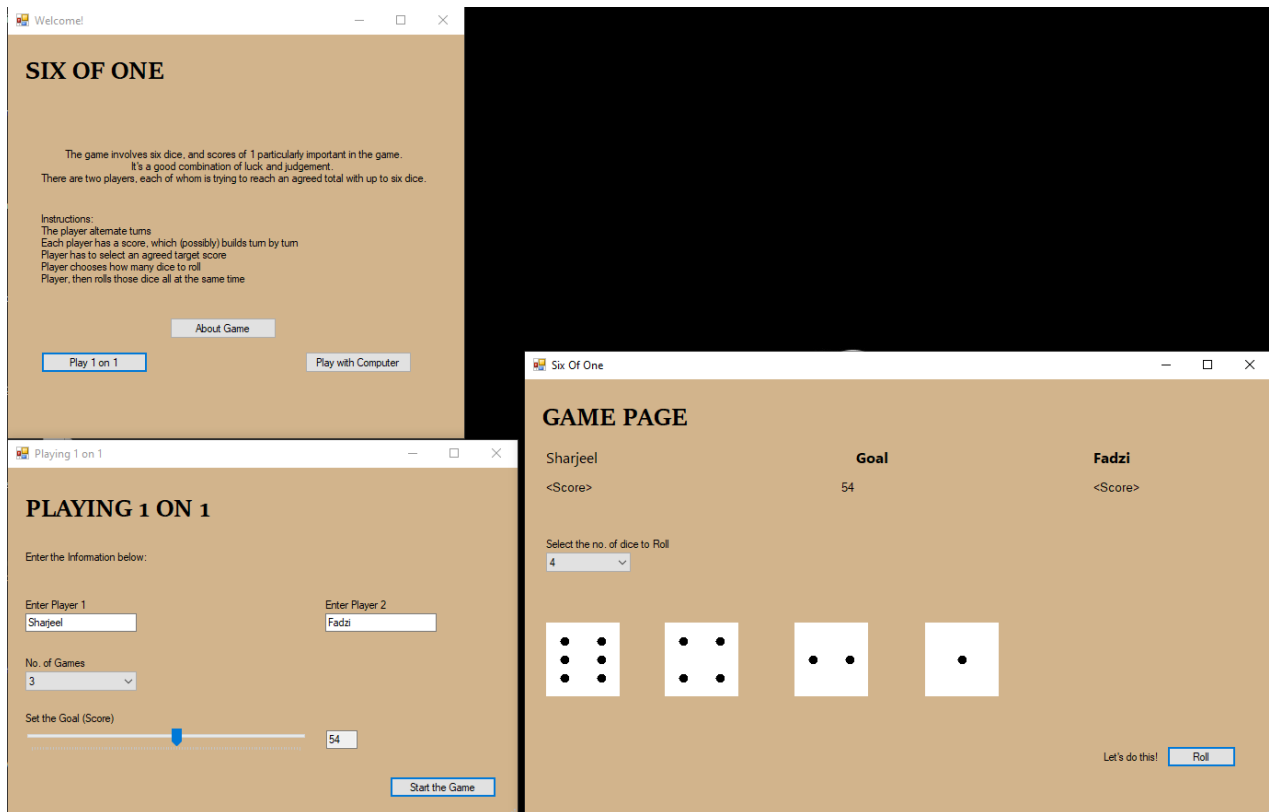 Welcome!
SIX OF ONE
The game involves six dice, and scores of 1 particularly important in the game.
It's a good combination of luck and judgement.
There are two players, each of whom is trying to reach an agreed total with up to six dice.
Instructions:
The player alternate turns
Each player has a score, which (possibly) builds turn by turn
Player has to select an agreed target score
Player chooses how many dice to roll
Player, then rolls those dice all at the same time
About Game
Play 1 on 1
Play with Computer
Playing 1 on 1
PLAYING 1 ON 1
Enter the Information below:
Enter Player 1
Enter Player 2
Sharjeel
Fadzi
No. of Games
3
Set the Goal (Score)
54
Start the Game
Six Of One
GAME PAGE
Sharjeel
Goal
Fadzi
<Score>
54
<Score>
Select the no. of dice to Roll
4
Let's do this!
Roll